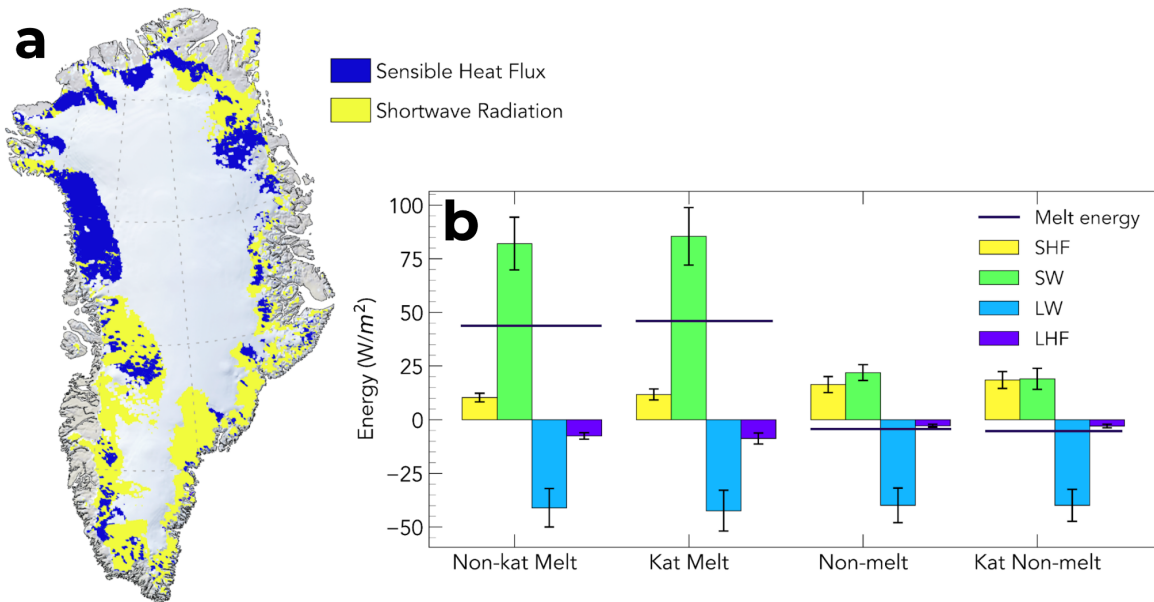 a
Sensible Heat Flux
Shortwave Radiation
b
Energy (W/m²)
100
75
50
25
0
−25
−50
Melt energy
SHF
SW
LW
LHF
Non-kat Melt
Kat Melt
Non-melt
Kat Non-melt